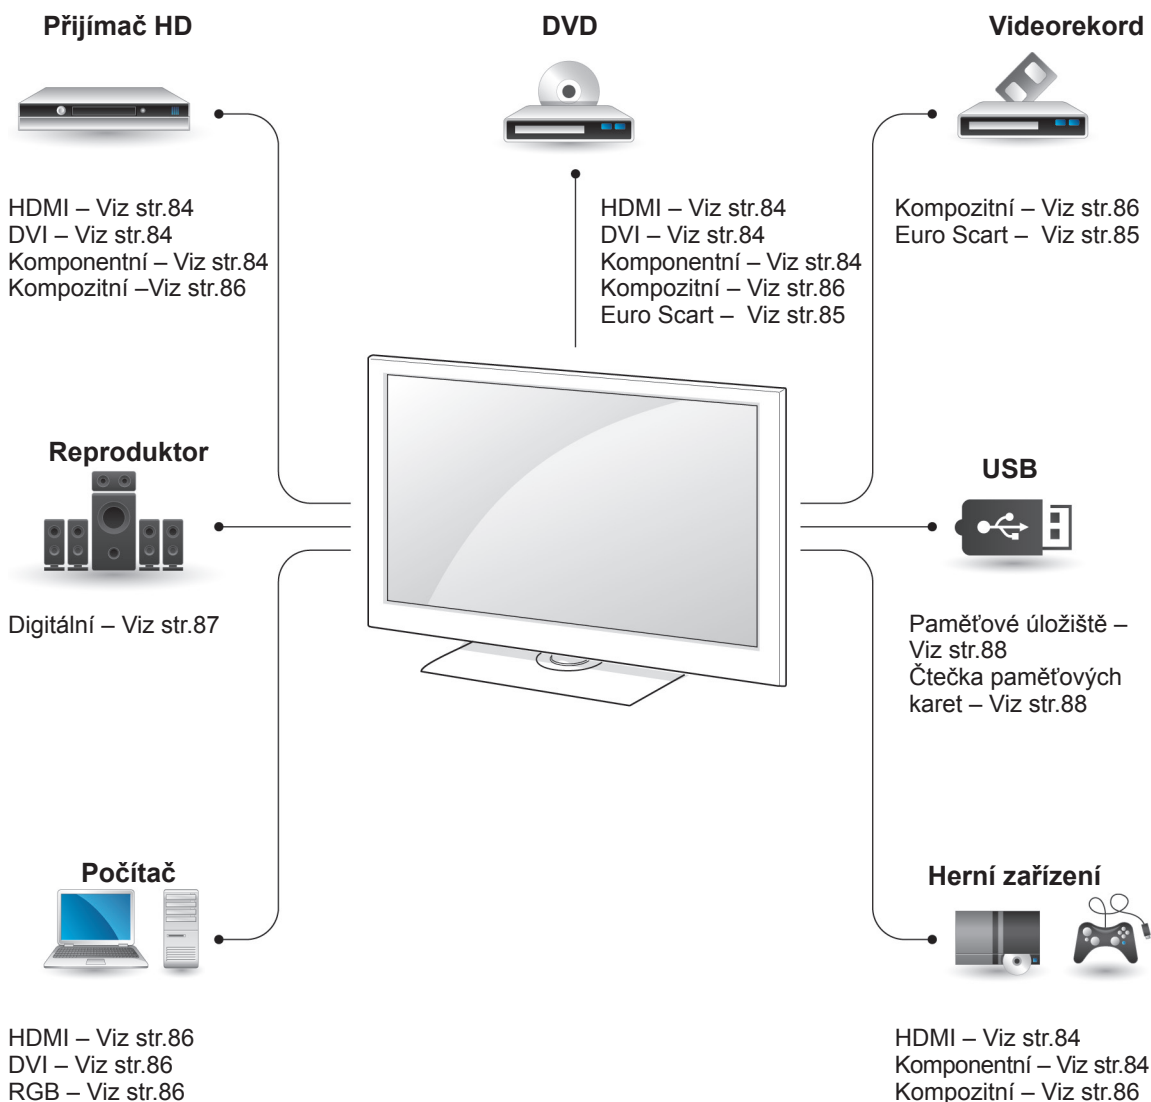 Přijímač HD
HDMI – Viz str.84
DVI – Viz str.84
Komponentní – Viz str.84
Kompozitní –Viz str.86
DVD
HDMI – Viz str.84
DVI – Viz str.84
Komponentní – Viz str.84
Kompozitní – Viz str.86
Euro Scart –  Viz str.85
Videorekord
Kompozitní – Viz str.86
Euro Scart –  Viz str.85
Reproduktor
Digitální – Viz str.87
USB
Paměťové úložiště –
Viz str.88
Čtečka paměťových
karet – Viz str.88
Počítač
HDMI – Viz str.86
DVI – Viz str.86
RGB – Viz str.86
Herní zařízení
HDMI – Viz str.84
Komponentní – Viz str.84
Kompozitní – Viz str.86